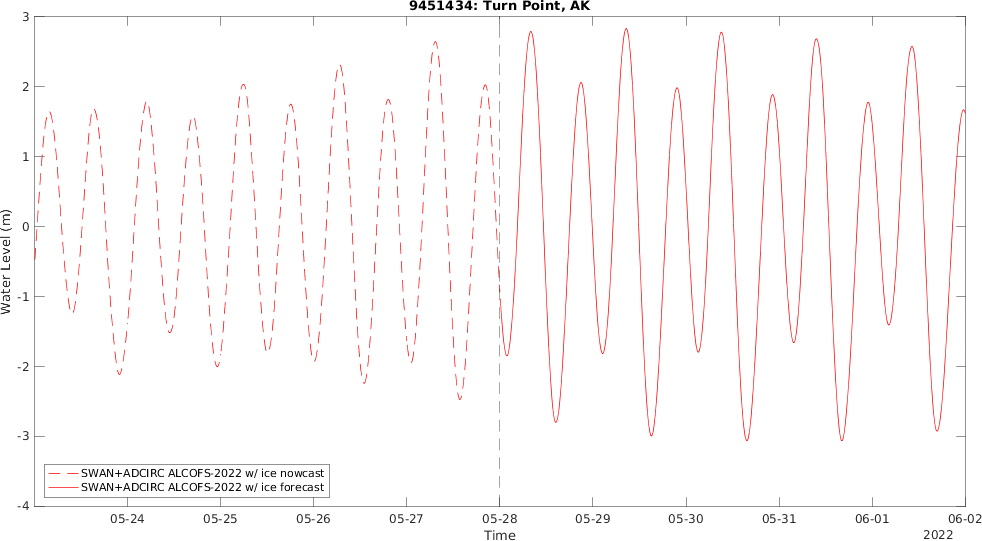 9451434: Turn Point, AK
3
2
1
0
-1
-2
-3
-4
Water Level (m)
SWAN+ADCIRC ALCOFS-2022 w/ ice nowcast
SWAN+ADCIRC ALCOFS-2022 w/ ice forecast
05-24 05-25 05-26 05-27 05-28 05-29 05-30 05-31 06-01 06-02
Time
2022